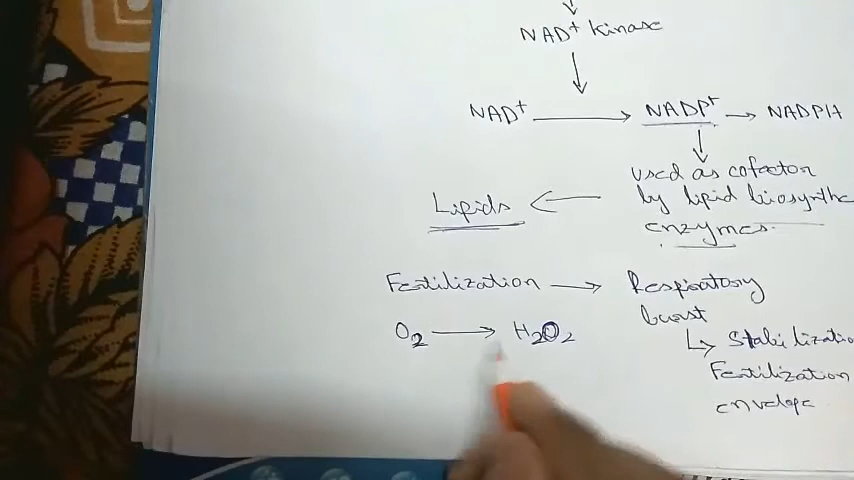 NAD+ kinase
NAD+ → NADP+ → NADPH
used as cofactor
Lipids ← by lipid biosynthe
enzymes.
Fertilization → Respiratory
burst
O2 → H2O2
↳ Stabilizatio
Fertilization
envelope